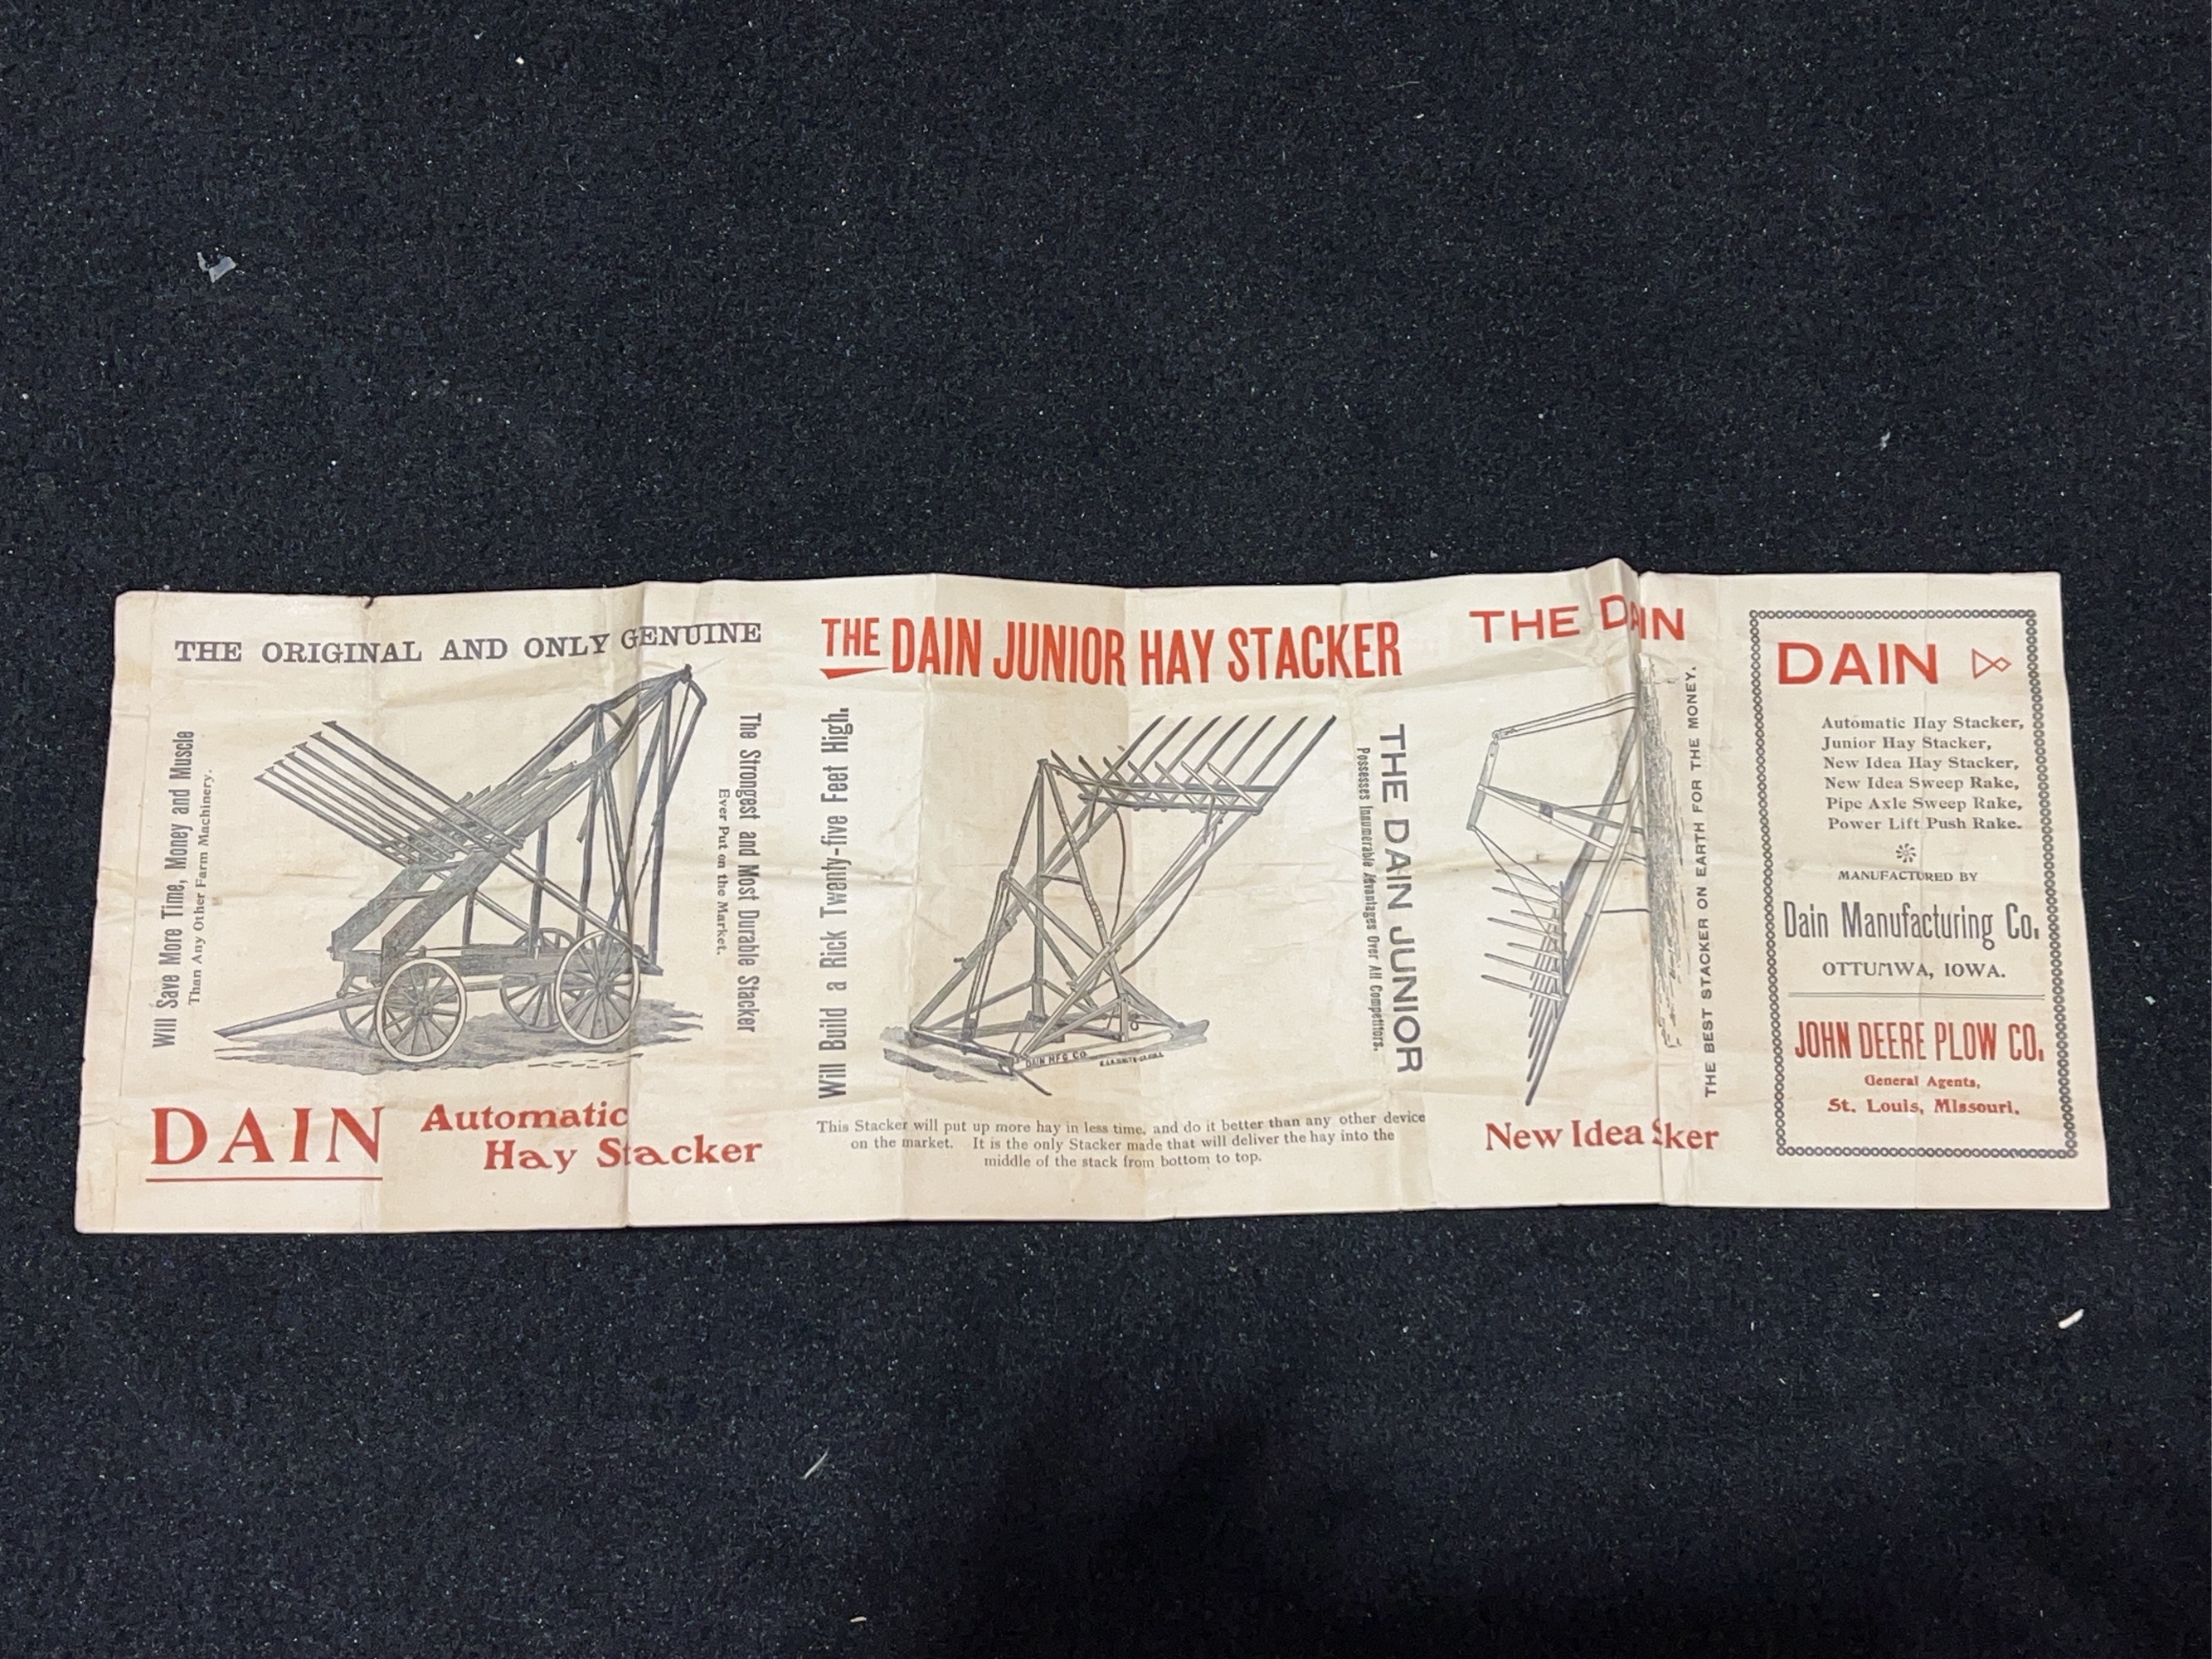 THE ORIGINAL AND ONLY GENUINE
Will Save More Time, Money and Muscle
Than Any Other Farm Machinery.
The Strongest and Most Durable Stacker
Ever Put on the Market.
DAIN Automatic
Hay Stacker
THE DAIN JUNIOR HAY STACKER
Will Build a Rick Twenty-five Feet High.
THE DAIN JUNIOR
Possesses Innumerable Advantages Over All Competitors.
DAIN MFG CO.
This Stacker will put up more hay in less time, and do it better than any other device
on the market. It is the only Stacker made that will deliver the hay into the
middle of the stack from bottom to top.
THE DAIN
THE BEST STACKER ON EARTH FOR THE MONEY.
New Idea Sker
DAIN
Automatic Hay Stacker,
Junior Hay Stacker,
New Idea Hay Stacker,
New Idea Sweep Rake,
Pipe Axle Sweep Rake,
Power Lift Push Rake.
MANUFACTURED BY
Dain Manufacturing Co.
OTTUMWA, IOWA.
JOHN DEERE PLOW CO.
General Agents,
St. Louis, Missouri.